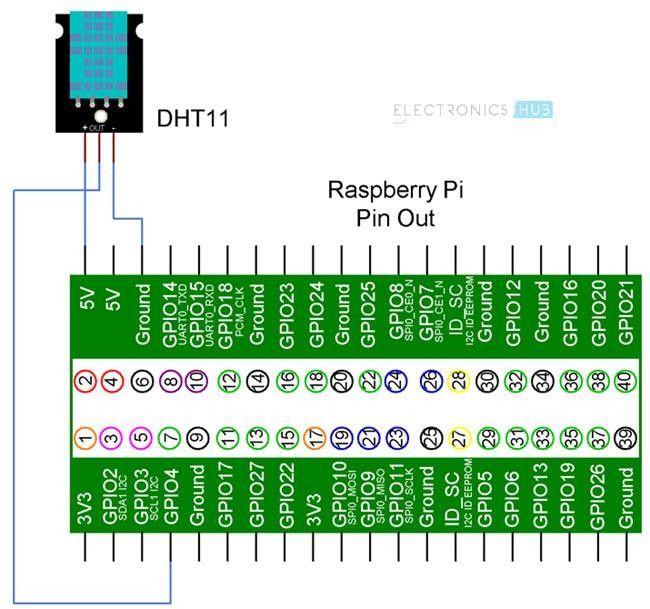 DHT11
+ OUT -
ELECTRONICS HUB
Raspberry Pi
Pin Out
5V
5V
Ground
GPIO14
UART0_TXD
GPIO15
UART0_RXD
GPIO18
PCM_CLK
Ground
GPIO23
GPIO24
Ground
GPIO25
GPIO8
SPI0_CE0_N
GPIO7
SPI0_CE1_N
ID_SC
I2C ID EEPROM
Ground
GPIO12
Ground
GPIO16
GPIO20
GPIO21
2 4 6 8 10 12 14 16 18 20 22 24 26 28 30 32 34 36 38 40
1 3 5 7 9 11 13 15 17 19 21 23 25 27 29 31 33 35 37 39
3V3
GPIO2
SDA1 I2C
GPIO3
SCL1 I2C
GPIO4
Ground
GPIO17
GPIO27
GPIO22
3V3
GPIO10
SPI0_MOSI
GPIO9
SPI0_MISO
GPIO11
SPI0_SCLK
Ground
ID_SC
I2C ID EEPROM
GPIO5
GPIO6
GPIO13
GPIO19
GPIO26
Ground